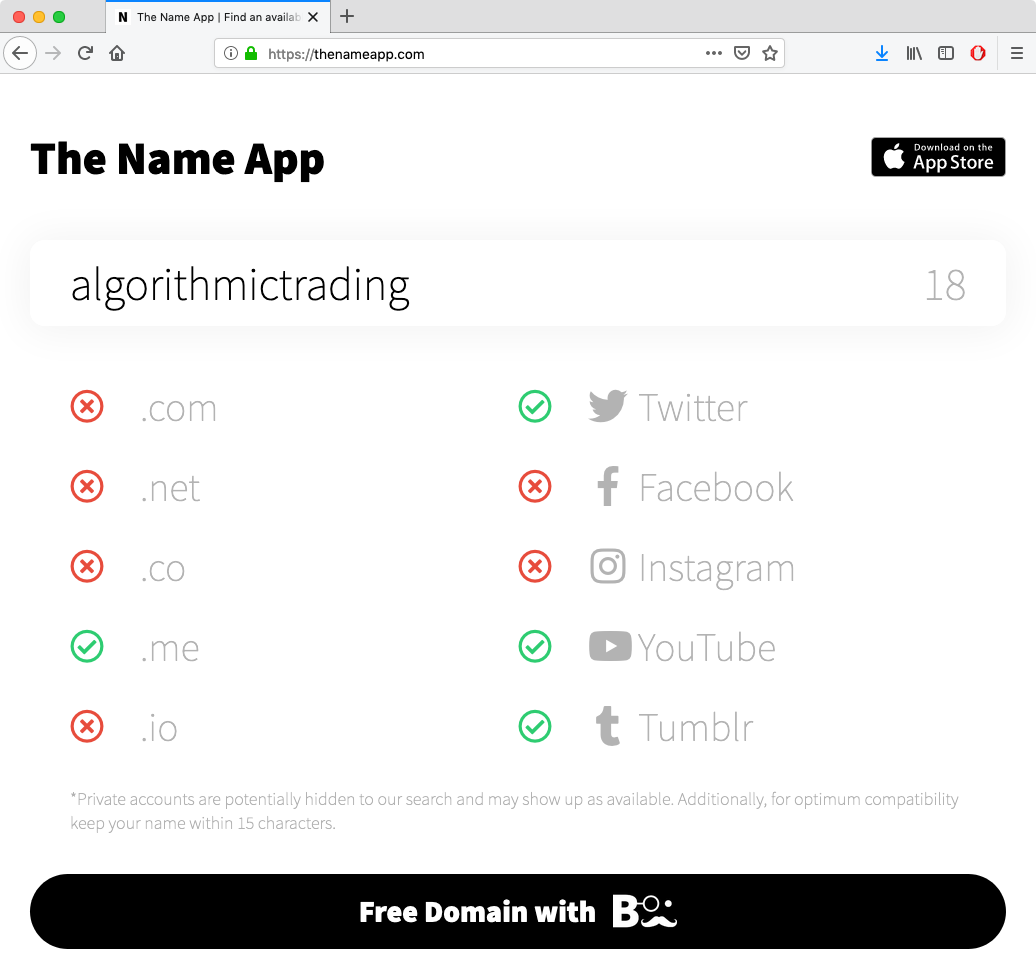 N The Name App | Find an availab
https://thenameapp.com
The Name App
Download on the
App Store
algorithmictrading 18
.com Twitter
.net Facebook
.co Instagram
.me YouTube
.io Tumblr
*Private accounts are potentially hidden to our search and may show up as available. Additionally, for optimum compatibility
keep your name within 15 characters.
Free Domain with B